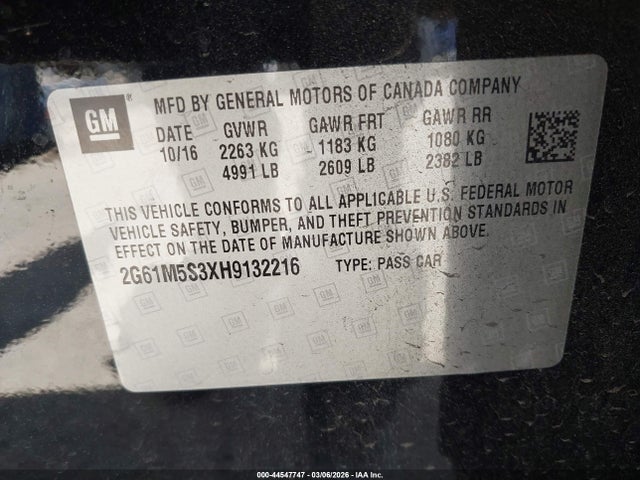 GM
MFD BY GENERAL MOTORS OF CANADA COMPANY
DATE GVWR GAWR FRT GAWR RR
10/16 2263 KG 1183 KG 1080 KG
4991 LB 2609 LB 2382 LB
THIS VEHICLE CONFORMS TO ALL APPLICABLE U.S. FEDERAL MOTOR
VEHICLE SAFETY, BUMPER, AND THEFT PREVENTION STANDARDS IN
EFFECT ON THE DATE OF MANUFACTURE SHOWN ABOVE.
2G61M5S3XH9132216 TYPE: PASS CAR
000-44547747 - 03/06/2026 - IAA Inc.